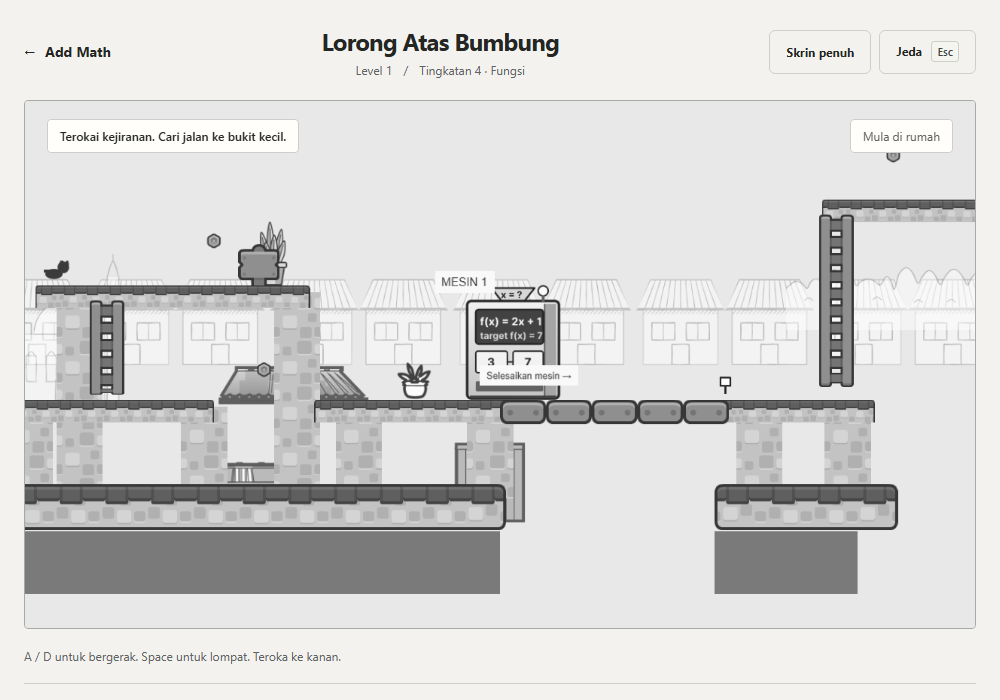 ← Add Math
Lorong Atas Bumbung
Level 1 / Tingkatan 4 · Fungsi
Skrin penuh
Jeda Esc
Terokai kejiranan. Cari jalan ke bukit kecil.
Mula di rumah
MESIN 1
x = ?
f(x) = 2x + 1
target f(x) = 7
3 7
Selesaikan mesin →
A / D untuk bergerak. Space untuk lompat. Teroka ke kanan.